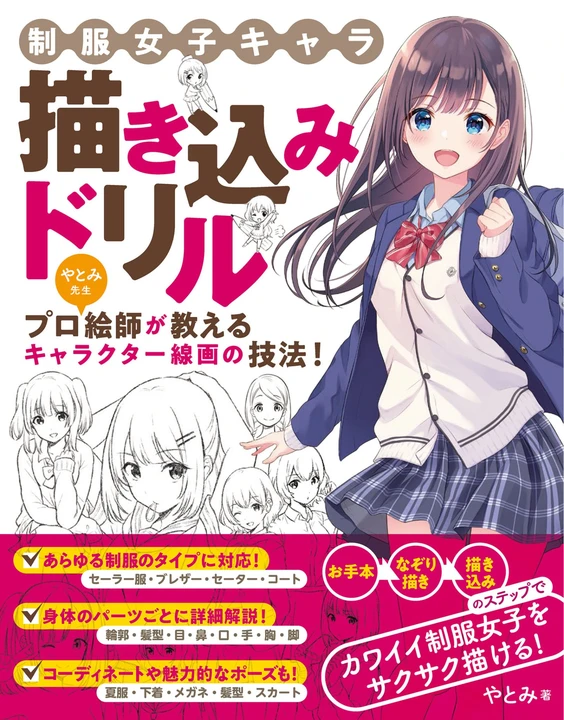 制服女子キャラ
描き込み
ドリル
やとみ
先生
プロ絵師が教える
キャラクター線画の技法！
あらゆる制服のタイプに対応！
セーラー服・ブレザー・セーター・コート
身体のパーツごとに詳細解説！
輪郭・髪型・目・鼻・口・手・胸・脚
コーディネートや魅力的なポーズも！
夏服・下着・メガネ・髪型・スカート
お手本
なぞり
描き
描き
込み
のステップで
カワイイ制服女子を
サクサク描ける！
やとみ 著